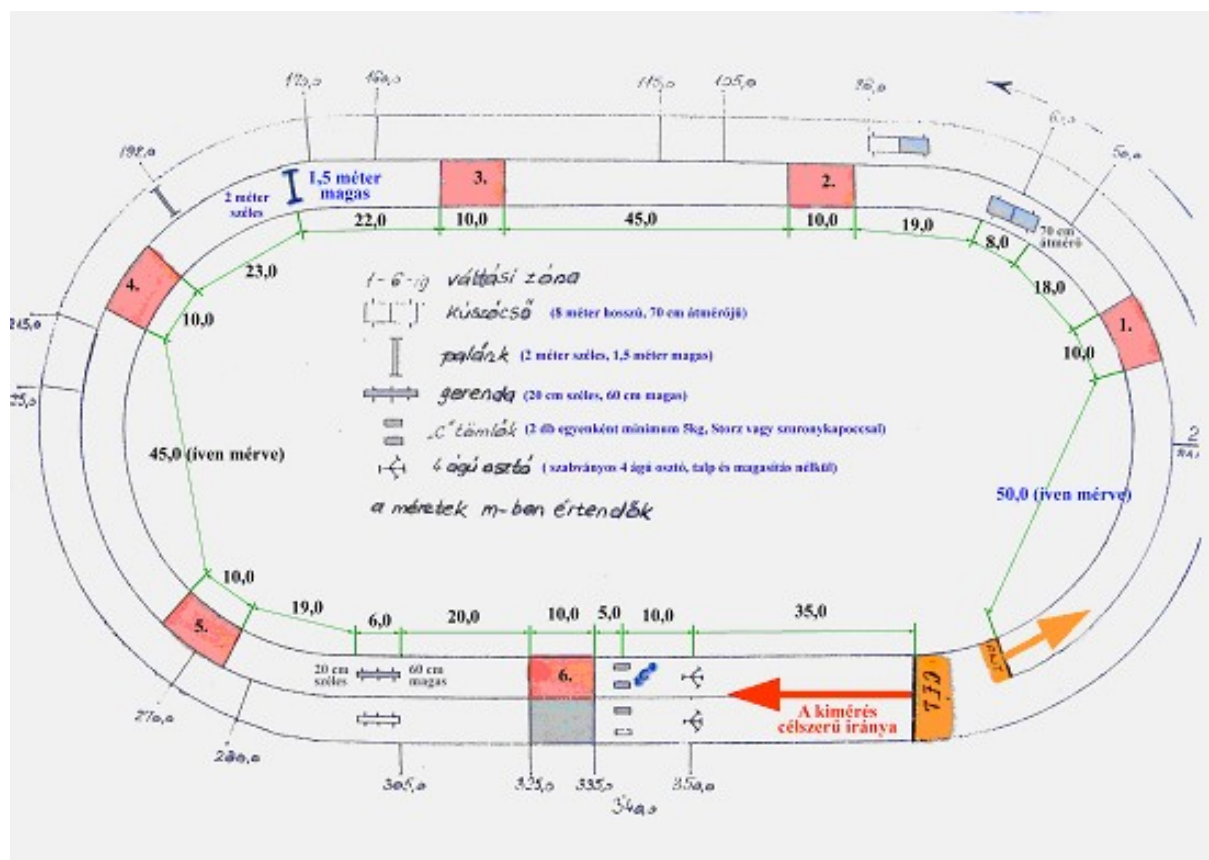 170,0
160,0
115,0
105,0
50,0
198,0
1,5 méter
magas
3.
2.
2 méter
széles
22,0
10,0
45,0
10,0
19,0
70 cm
átmérő
8,0
23,0
18,0
4.
10,0
1.
10,0
1-6-ig váltási zóna
kúszócső (8 méter hosszú, 70 cm átmérőjű)
palánk (2 méter széles, 1,5 méter magas)
gerenda (20 cm széles, 60 cm magas)
„C" tömlők (2 db egyenként minimum 5kg, Storz vagy szuronykapoccsal)
4 ágú osztó ( szabványos 4 ágú osztó, talp és magasítás nélkül)
a méretek m-ben értendők
45,0 (íven mérve)
50,0 (íven mérve)
2
10,0
19,0
6,0
20,0
10,0
5,0
10,0
35,0
5.
20 cm
széles
60 cm
magas
6.
C
CÉL
RAJT
A kimérés
célszerű iránya
270,0
280,0
305,0
325,0
335,0
340,0
350,0